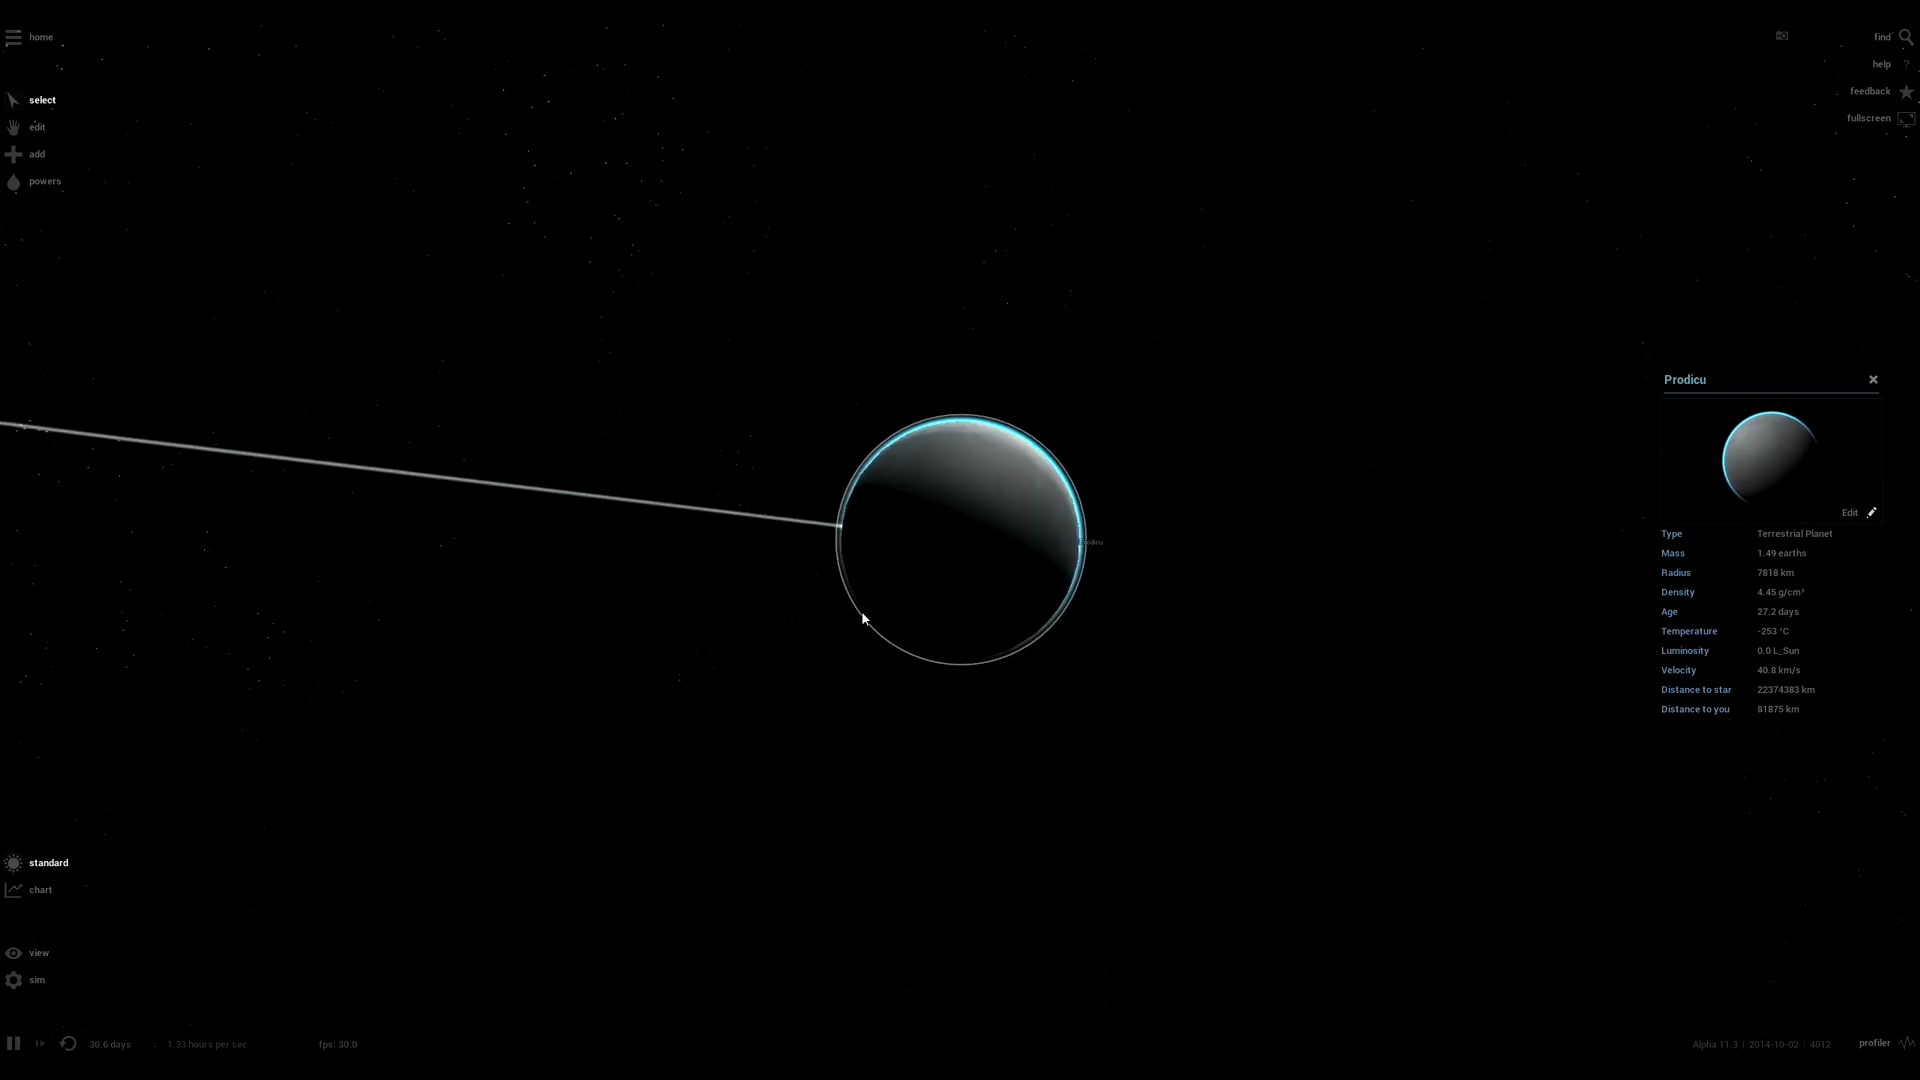 home
find
help ?
feedback
fullscreen
select
edit
add
powers
Prodicu
Edit
Type Terrestrial Planet
Mass 1.49 earths
Radius 7818 km
Density 4.45 g/cm³
Age 27.2 days
Temperature -253 °C
Luminosity 0.0 L_Sun
Velocity 40.8 km/s
Distance to star 22374383 km
Distance to you 81875 km
Prodicu
standard
chart
view
sim
30.6 days 1.33 hours per sec fps: 30.0 Alpha 11.3 | 2014-10-02 | 4012 profiler